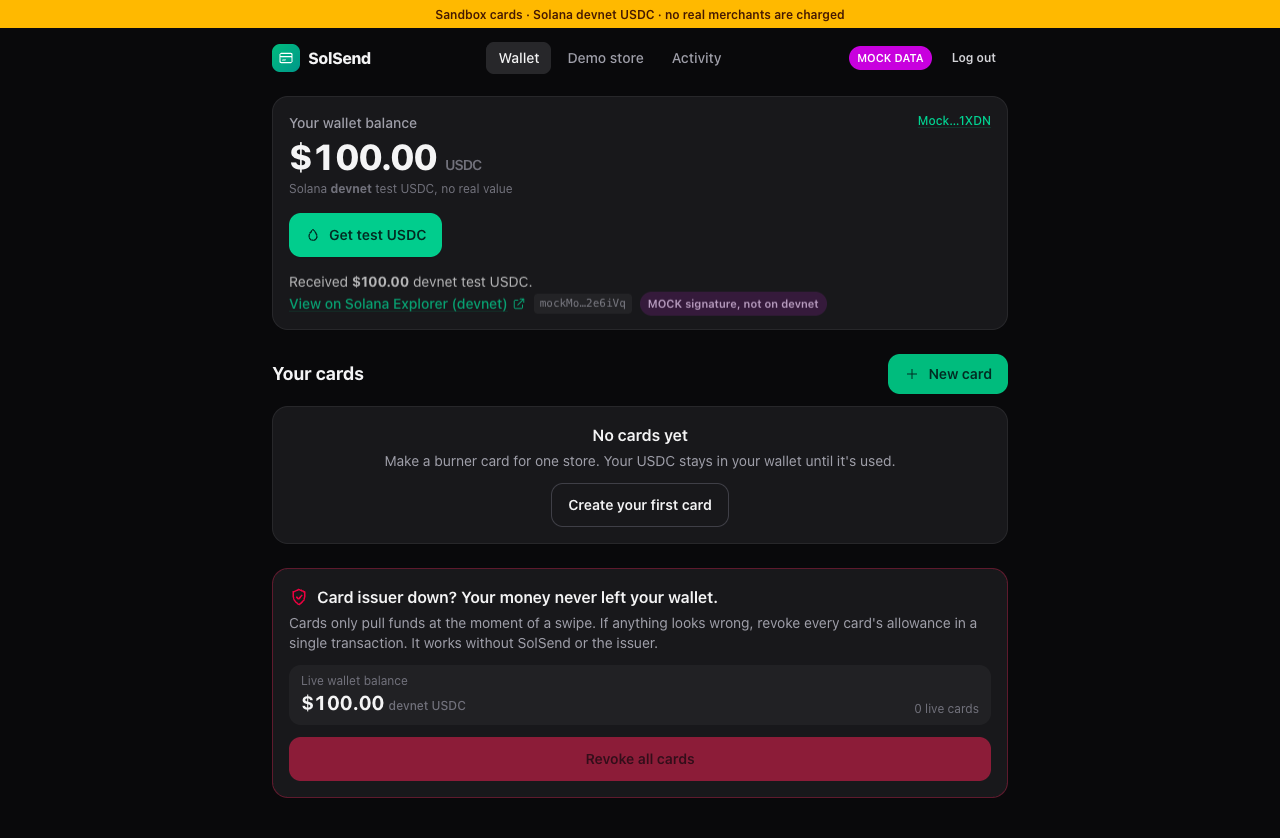 Sandbox cards · Solana devnet USDC · no real merchants are charged
SolSend
Wallet
Demo store
Activity
MOCK DATA
Log out
Your wallet balance
Mock…1XDN
$100.00 USDC
Solana devnet test USDC, no real value
Get test USDC
Received $100.00 devnet test USDC.
View on Solana Explorer (devnet) mockMo…2e6iVq MOCK signature, not on devnet
Your cards
New card
No cards yet
Make a burner card for one store. Your USDC stays in your wallet until it's used.
Create your first card
Card issuer down? Your money never left your wallet.
Cards only pull funds at the moment of a swipe. If anything looks wrong, revoke every card's allowance in a
single transaction. It works without SolSend or the issuer.
Live wallet balance
$100.00 devnet USDC
0 live cards
Revoke all cards